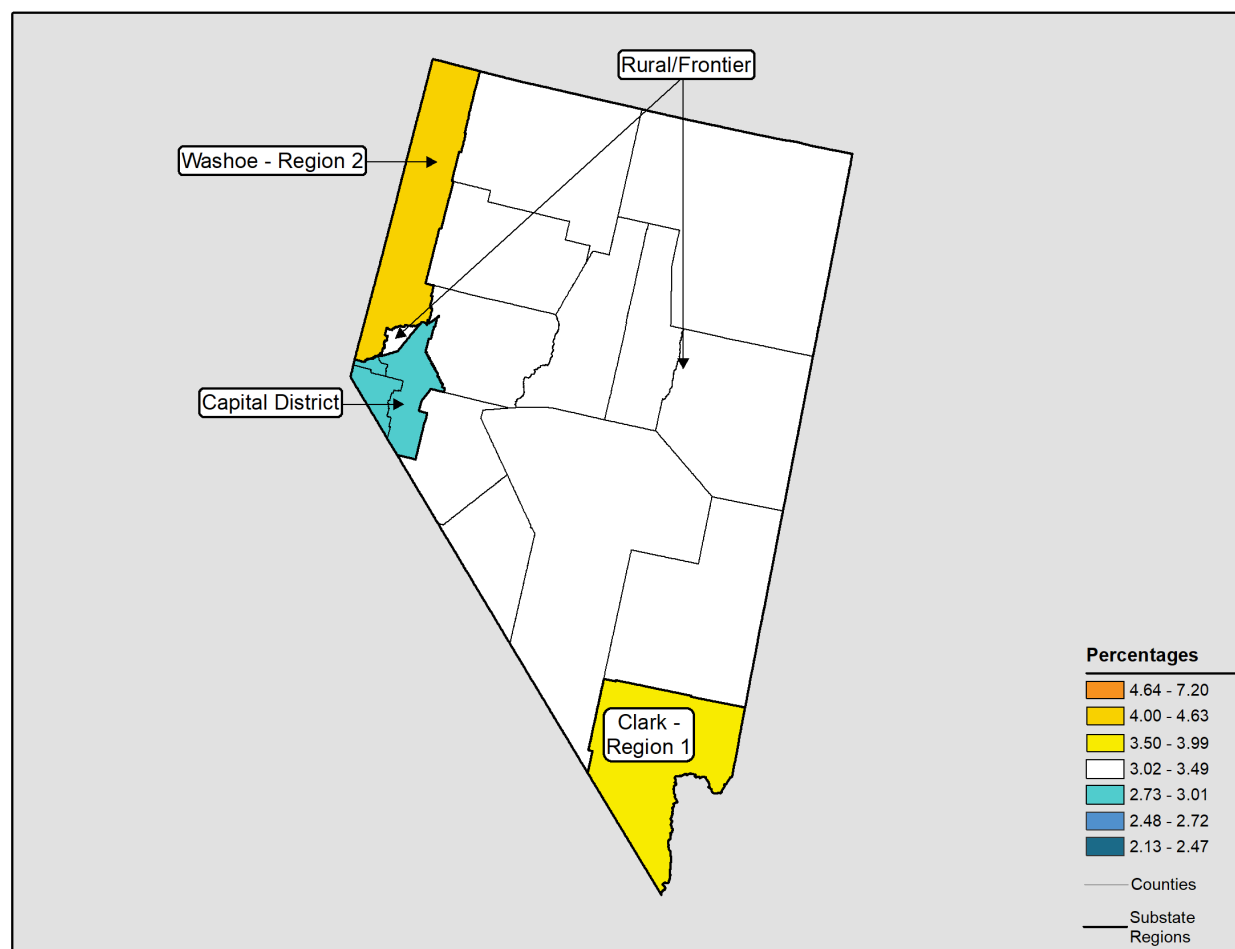 Rural/Frontier
Washoe - Region 2
Capital District
Clark -
Region 1
Percentages
4.64 - 7.20
4.00 - 4.63
3.50 - 3.99
3.02 - 3.49
2.73 - 3.01
2.48 - 2.72
2.13 - 2.47
Counties
Substate
Regions